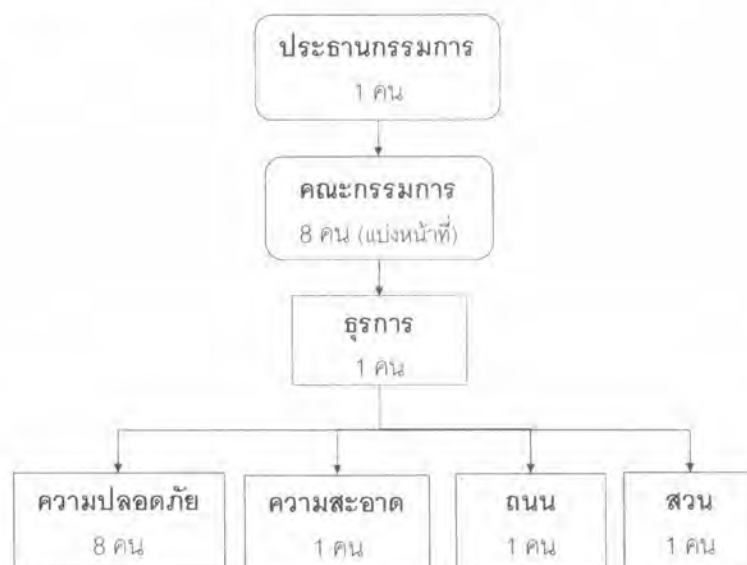 ประธานกรรมการ
1 คน
คณะกรรมการ
8 คน (แบ่งหน้าที่)
ธุรการ
1 คน
ความปลอดภัย
8 คน
ความสะอาด
1 คน
ถนน
1 คน
สวน
1 คน